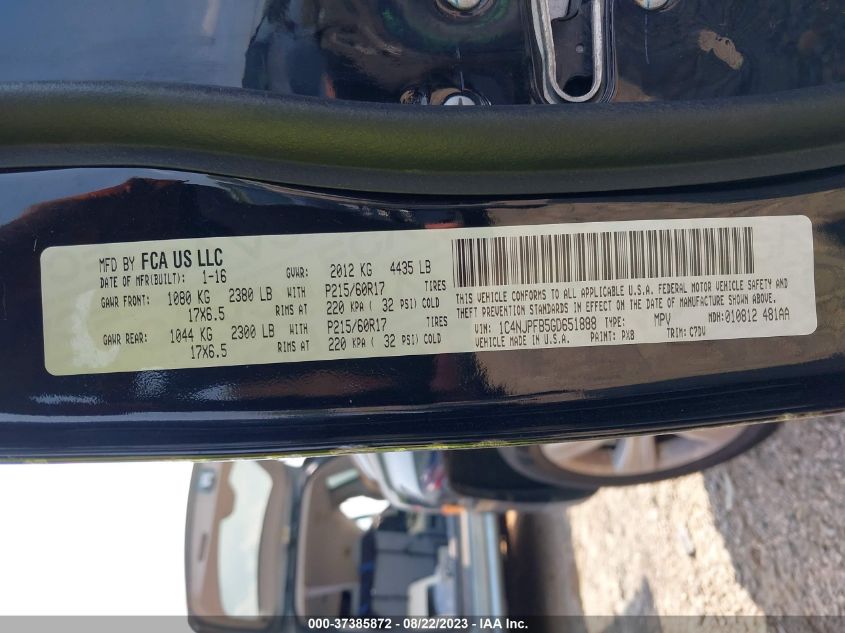 MFD BY FCA US LLC
DATE OF MFR(BUILT): 1-16 GVWR: 2012 KG 4435 LB
GAWR FRONT: 1080 KG 2380 LB WITH P215/60R17 TIRES
17X6.5 RIMS AT 220 KPA ( 32 PSI) COLD
GAWR REAR: 1044 KG 2300 LB WITH P215/60R17 TIRES
17X6.5 RIMS AT 220 KPA ( 32 PSI) COLD
THIS VEHICLE CONFORMS TO ALL APPLICABLE U.S.A. FEDERAL MOTOR VEHICLE SAFETY AND
THEFT PREVENTION STANDARDS IN EFFECT ON THE DATE OF MANUFACTURE SHOWN ABOVE.
VIN: 1C4NJPFB5GD651888 TYPE: MPV MDH:010812 481AA
VEHICLE MADE IN U.S.A. PAINT: PX8 TRIM: C7DV
000-37385872 - 08/22/2023 - IAAI.com